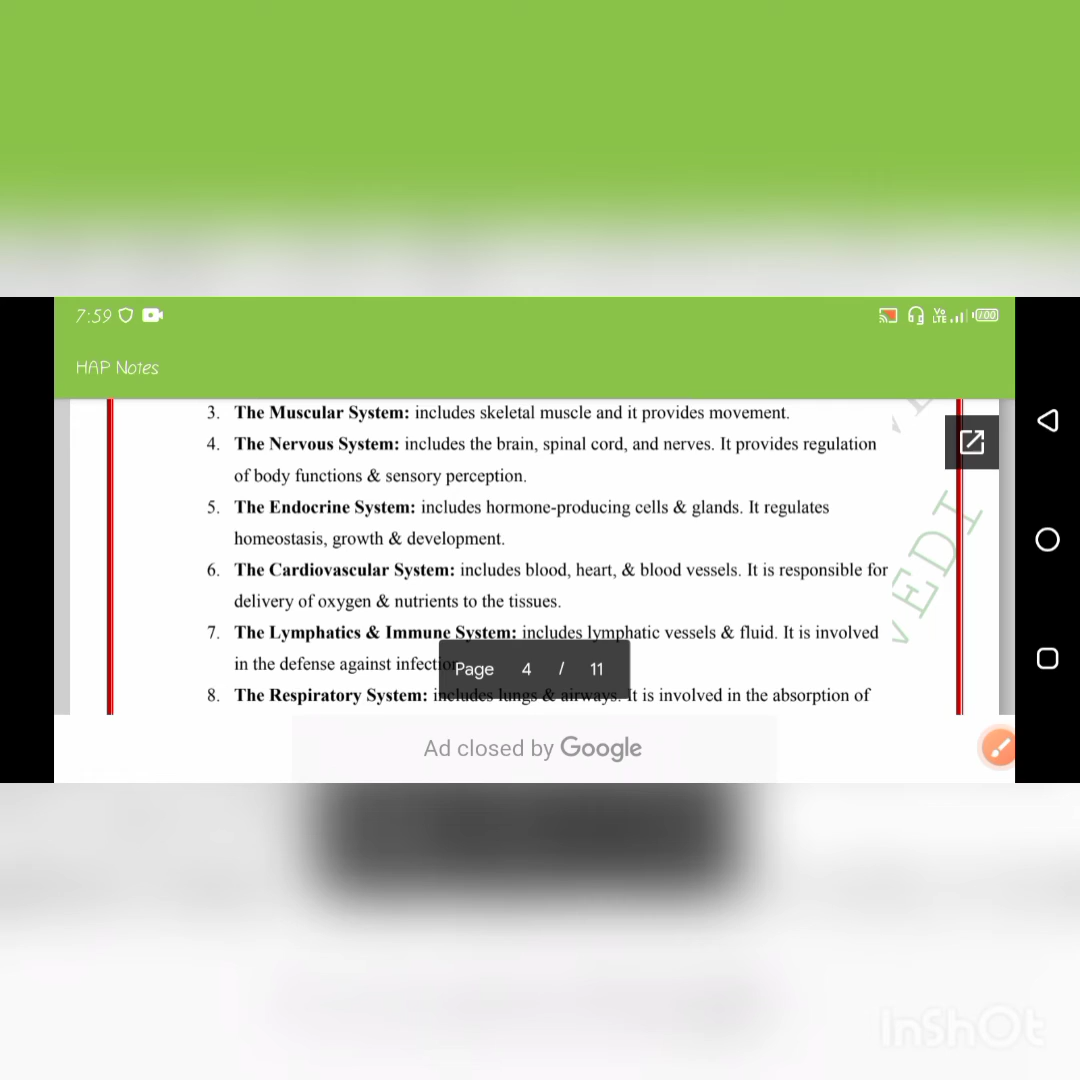 7:59
Vo
LTE
100
HAP Notes
3. The Muscular System: includes skeletal muscle and it provides movement.
4. The Nervous System: includes the brain, spinal cord, and nerves. It provides regulation
of body functions & sensory perception.
5. The Endocrine System: includes hormone-producing cells & glands. It regulates
homeostasis, growth & development.
6. The Cardiovascular System: includes blood, heart, & blood vessels. It is responsible for
delivery of oxygen & nutrients to the tissues.
7. The Lymphatics & Immune System: includes lymphatic vessels & fluid. It is involved
in the defense against infecti
Page 4 / 11
8. The Respiratory System: includes lungs & airways. It is involved in the absorption of
VEDI
Ad closed by Google
InShOt